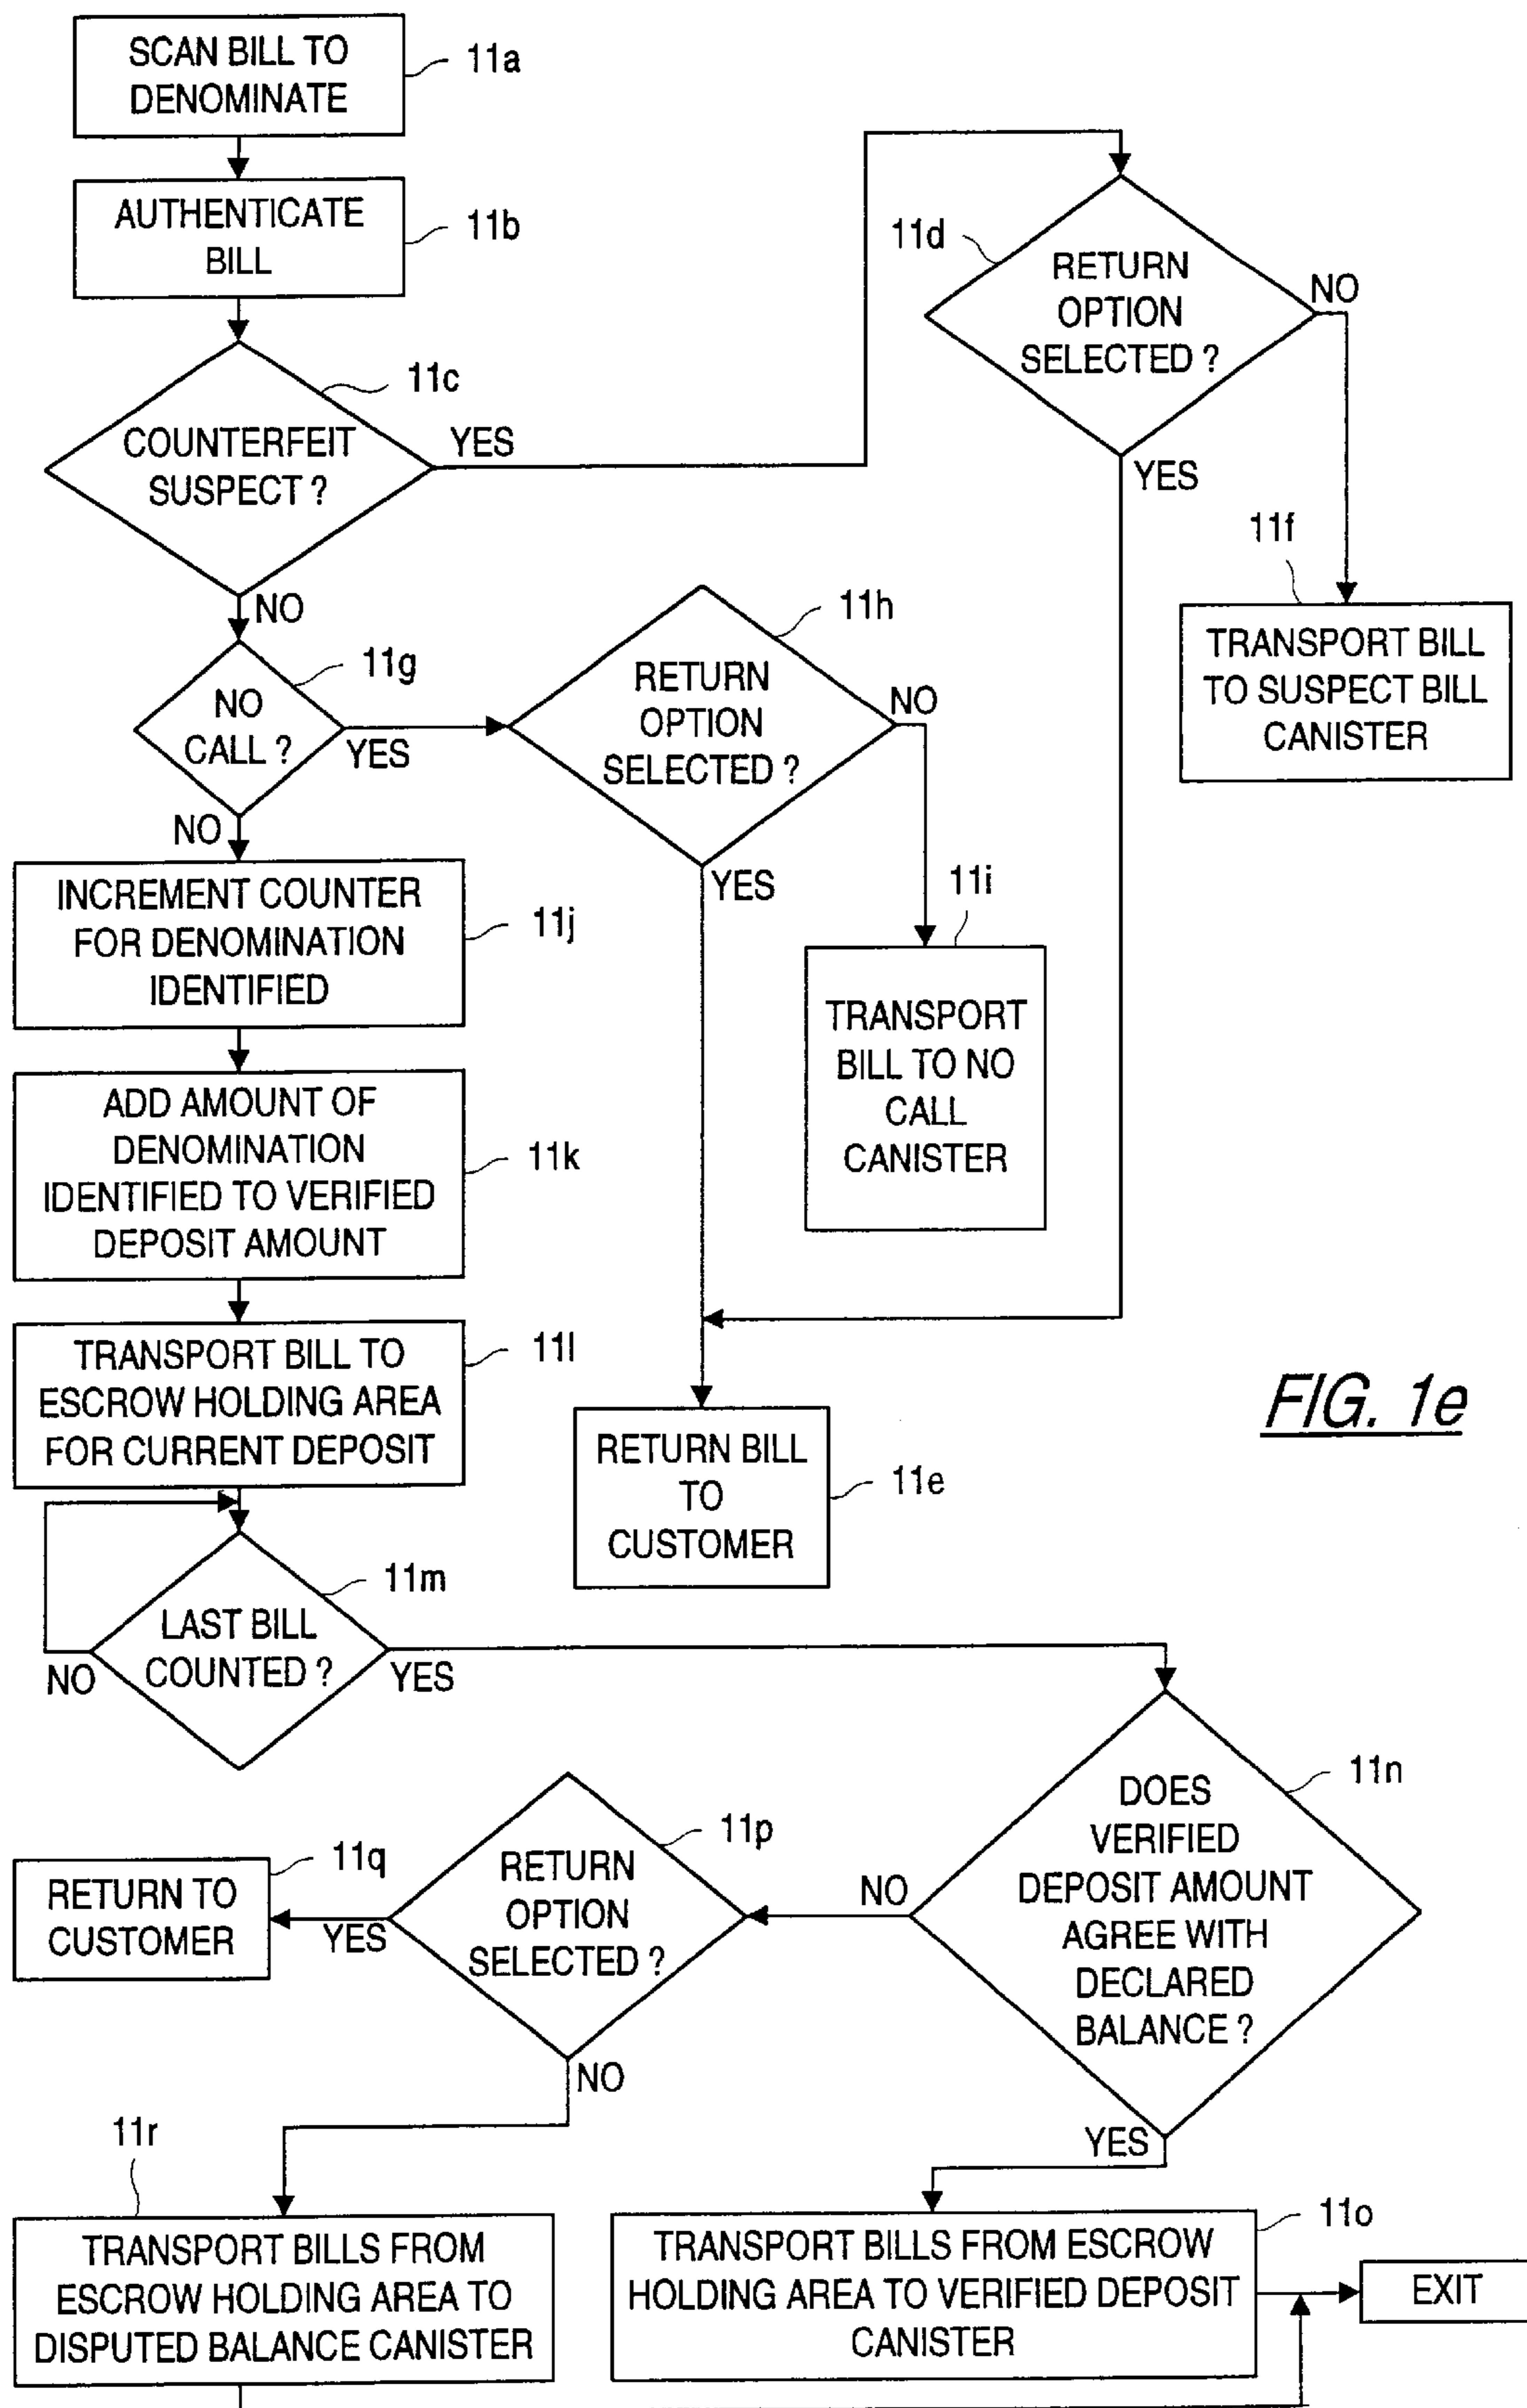 SCAN BILL TO
DENOMINATE
11a
AUTHENTICATE
BILL
11b
COUNTERFEIT
SUSPECT ?
11c
YES
NO
RETURN
OPTION
SELECTED ?
11d
NO
YES
11f
TRANSPORT BILL
TO SUSPECT BILL
CANISTER
NO
CALL ?
11g
YES
NO
RETURN
OPTION
SELECTED ?
11h
NO
YES
11i
TRANSPORT
BILL TO NO
CALL
CANISTER
INCREMENT COUNTER
FOR DENOMINATION
IDENTIFIED
11j
ADD AMOUNT OF
DENOMINATION
IDENTIFIED TO VERIFIED
DEPOSIT AMOUNT
11k
TRANSPORT BILL TO
ESCROW HOLDING AREA
FOR CURRENT DEPOSIT
11l
RETURN BILL
TO
CUSTOMER
11e
FIG. 1e
LAST BILL
COUNTED ?
11m
NO
YES
DOES
VERIFIED
DEPOSIT AMOUNT
AGREE WITH
DECLARED
BALANCE ?
11n
NO
YES
RETURN
OPTION
SELECTED ?
11p
YES
NO
RETURN TO
CUSTOMER
11q
11r
TRANSPORT BILLS FROM
ESCROW HOLDING AREA TO
DISPUTED BALANCE CANISTER
TRANSPORT BILLS FROM ESCROW
HOLDING AREA TO VERIFIED DEPOSIT
CANISTER
11o
EXIT